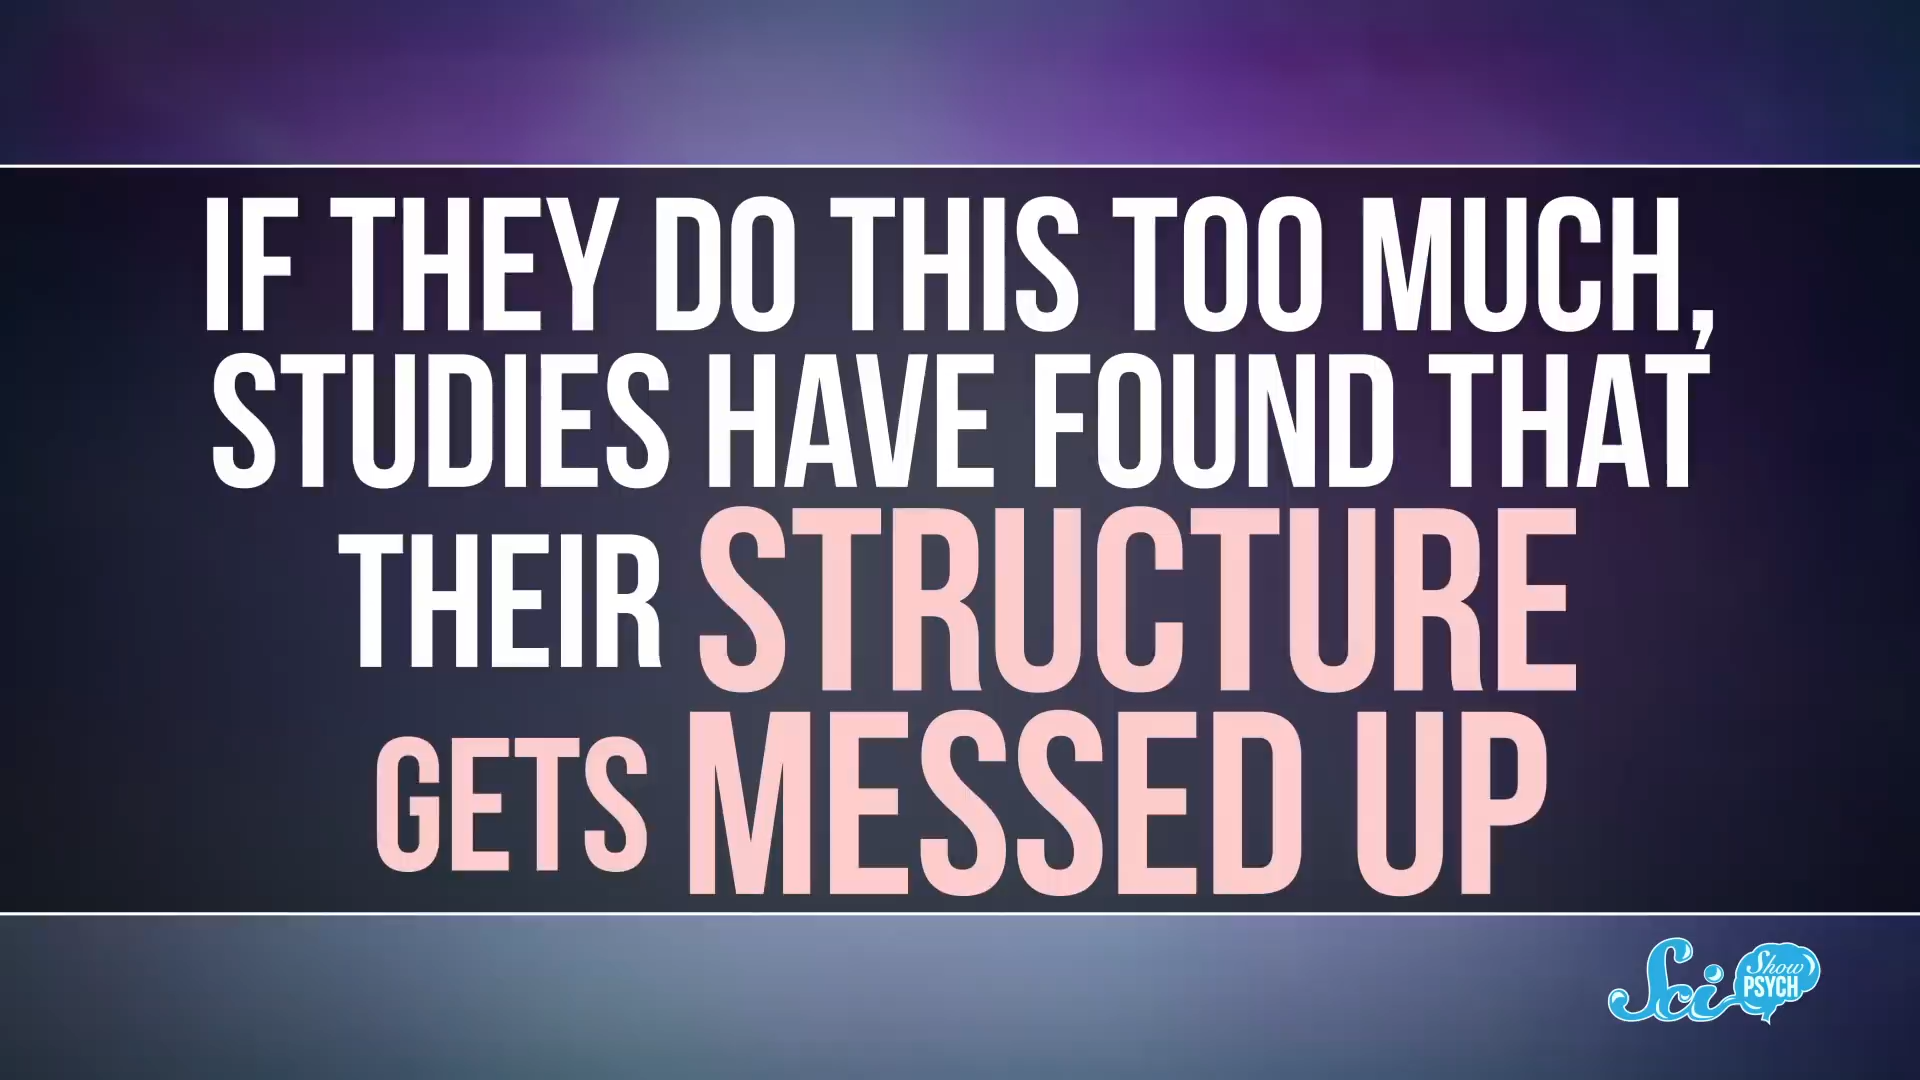 IF THEY DO THIS TOO MUCH,
STUDIES HAVE FOUND THAT
THEIR STRUCTURE
GETS MESSED UP
Sci Show
PSYCH